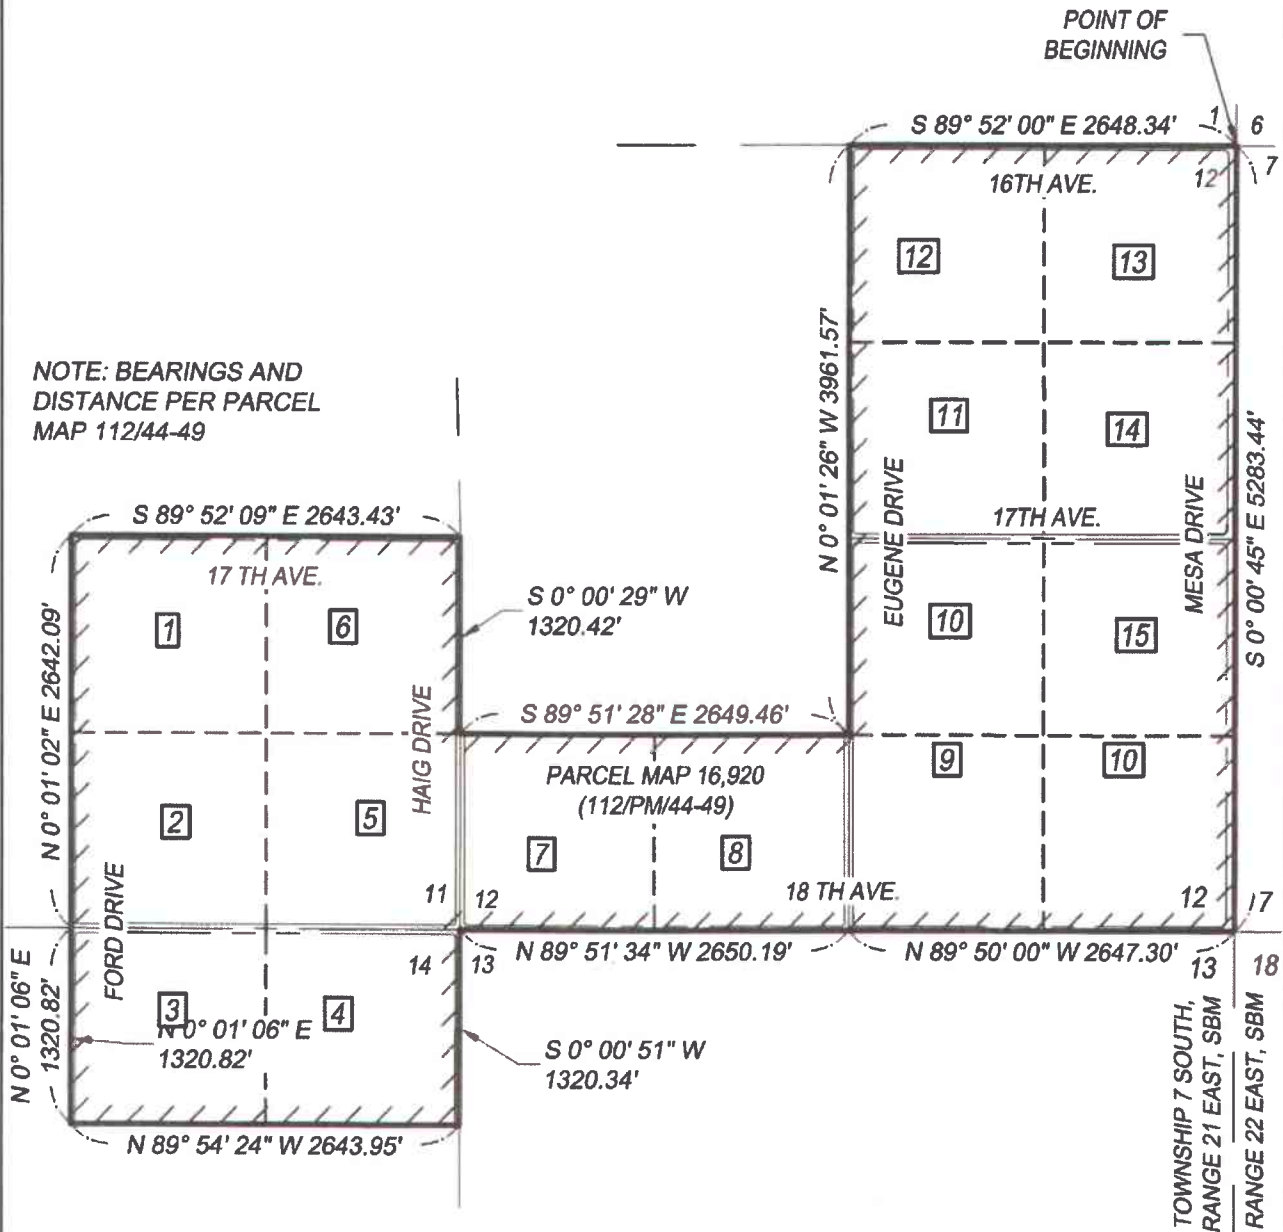 POINT OF
BEGINNING
S 89° 52' 00" E 2648.34'
1
6
7
12
16TH AVE.
12
13
N 0° 01' 26" W 3961.57'
NOTE: BEARINGS AND
DISTANCE PER PARCEL
MAP 112/44-49
11
14
S 0° 00' 45" E 5283.44'
EUGENE DRIVE
MESA DRIVE
17TH AVE.
S 89° 52' 09" E 2643.43'
17 TH AVE.
S 0° 00' 29" W
1320.42'
1
6
10
15
N 0° 01' 02" E 2642.09'
HAIG DRIVE
S 89° 51' 28" E 2649.46'
PARCEL MAP 16,920
(112/PM/44-49)
9
10
2
5
7
8
18 TH AVE.
11
12
12
17
FORD DRIVE
14
13
N 89° 51' 34" W 2650.19'
N 89° 50' 00" W 2647.30'
13
18
N 0° 01' 06" E
1320.82'
3
4
N 0° 01' 06" E
1320.82'
S 0° 00' 51" W
1320.34'
N 89° 54' 24" W 2643.95'
TOWNSHIP 7 SOUTH,
RANGE 21 EAST, SBM
RANGE 22 EAST, SBM